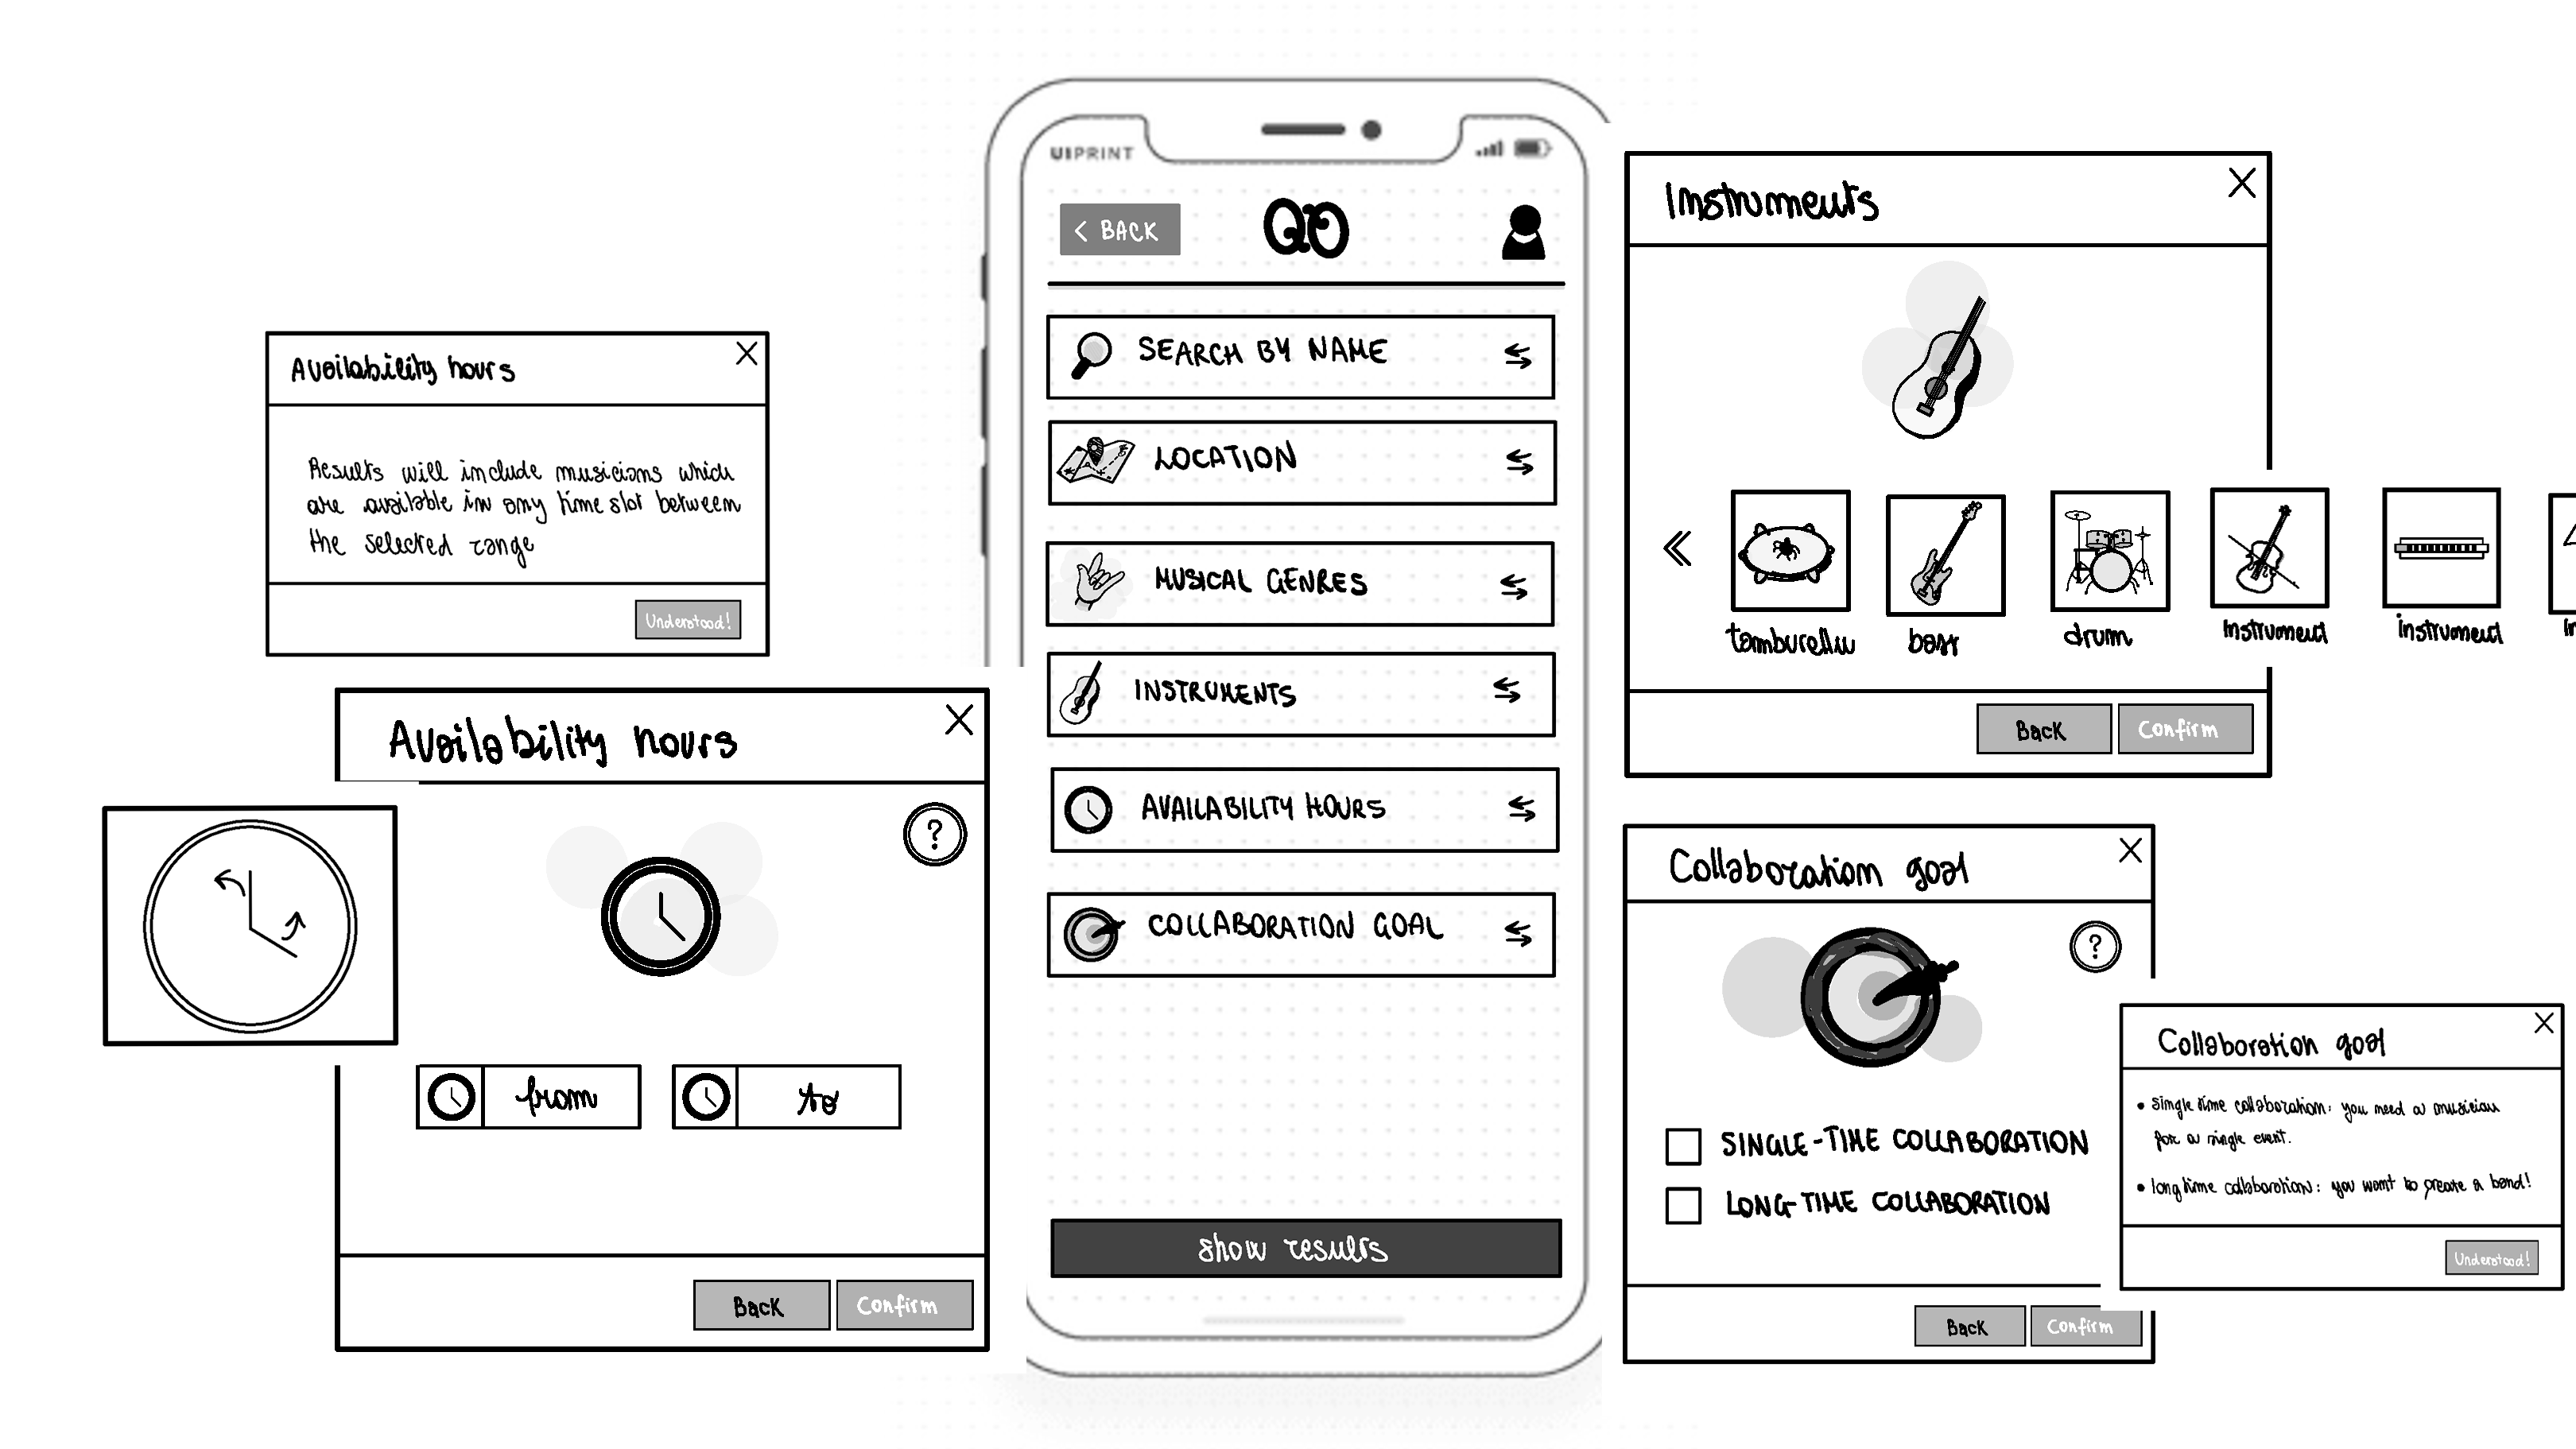 Availability hours
Results will include musicians which
are available in any time slot between
the selected range
Understood!
Availability hours
?
from
to
Back
Confirm
UIPRINT
< BACK
QO
SEARCH BY NAME
LOCATION
MUSICAL GENRES
INSTRUMENTS
AVAILABILITY HOURS
COLLABORATION GOAL
show results
Instruments
tamburellu
bass
drum
Instrument
instrument
Back
Confirm
Collaboration goal
?
SINGLE-TIME COLLABORATION
LONG-TIME COLLABORATION
Back
Confirm
Collaboration goal
• single time collaboration: you need a musician
for a single event.
• long time collaboration: you want to create a band!
Understood!